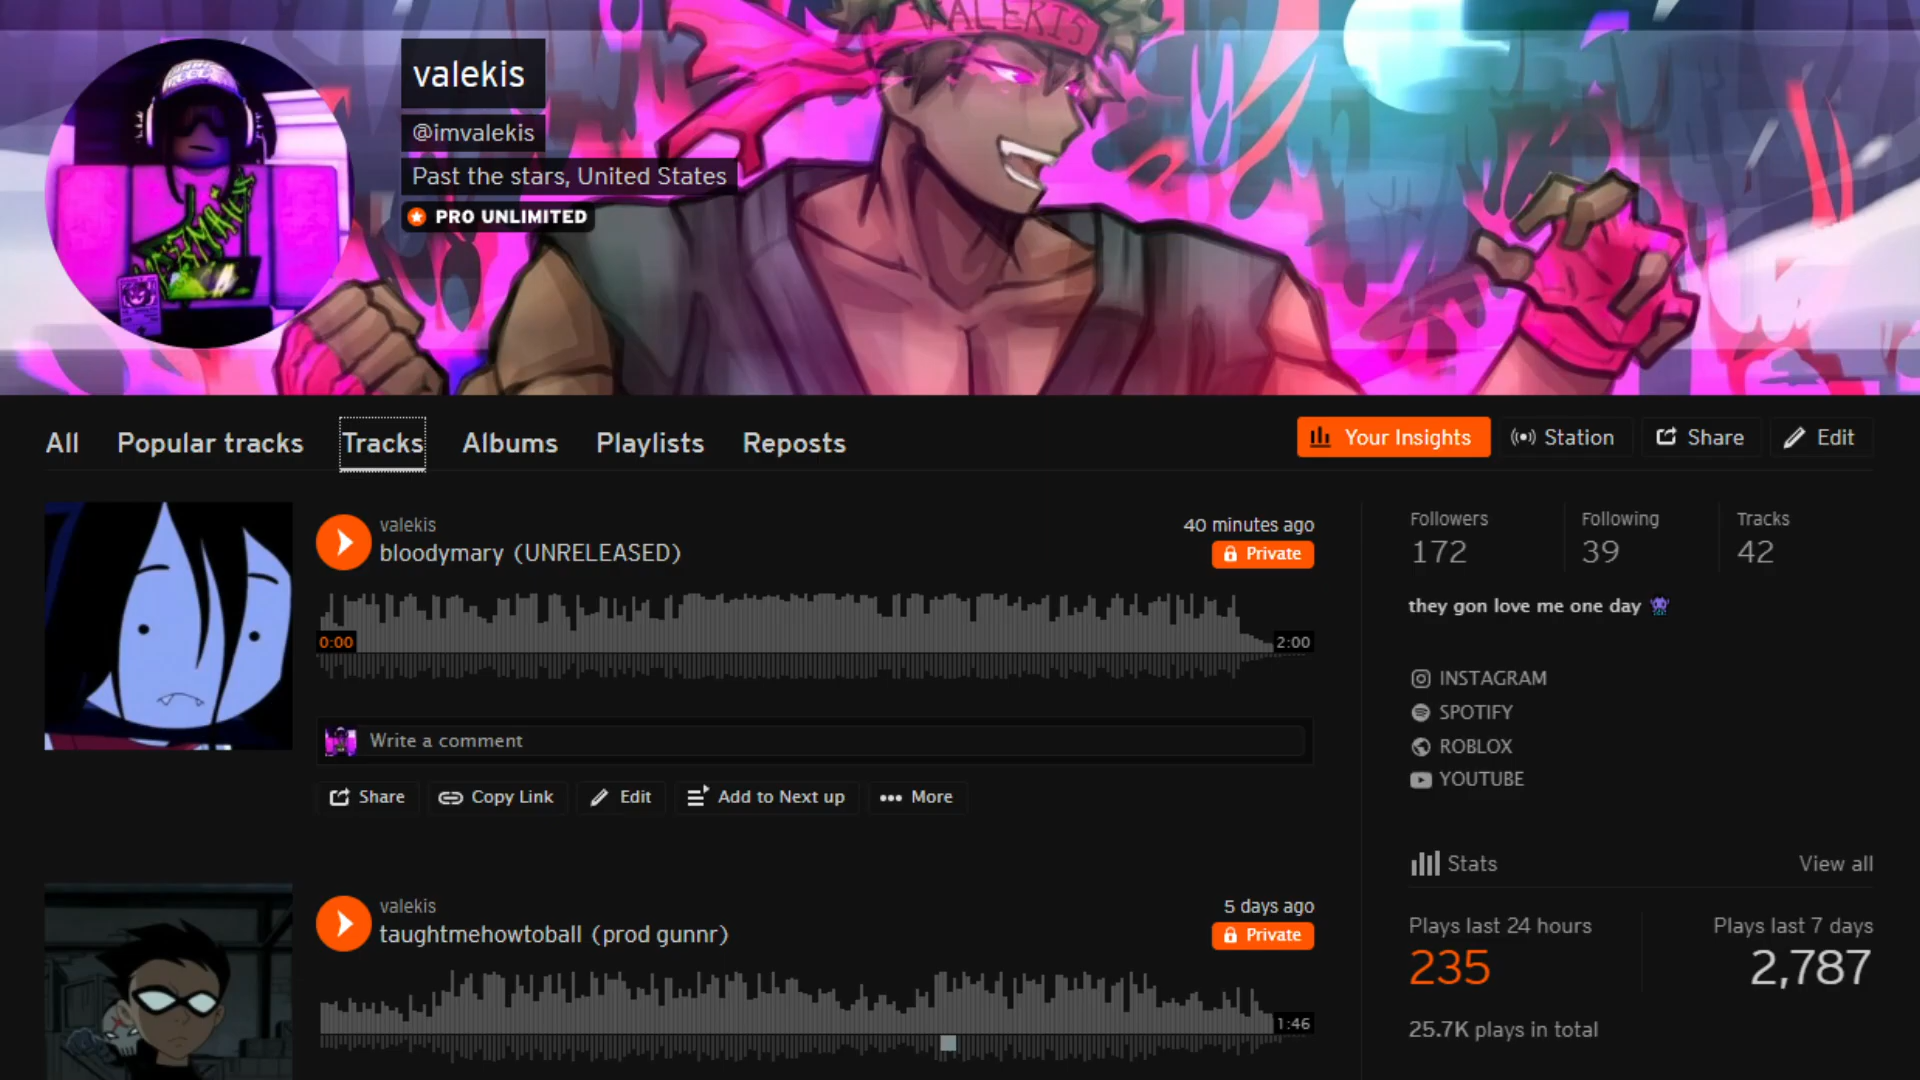 VALEKIS
valekis
@imvalekis
Past the stars, United States
PRO UNLIMITED
All
Popular tracks
Tracks
Albums
Playlists
Reposts
Your Insights
Station
Share
Edit
valekis
40 minutes ago
bloodymary (UNRELEASED)
Private
0:00
2:00
Write a comment
Share
Copy Link
Edit
Add to Next up
More
valekis
5 days ago
taughtmehowtoball (prod gunnr)
Private
1:46
Followers
172
Following
39
Tracks
42
they gon love me one day
INSTAGRAM
SPOTIFY
ROBLOX
YOUTUBE
Stats
View all
Plays last 24 hours
235
Plays last 7 days
2,787
25.7K plays in total